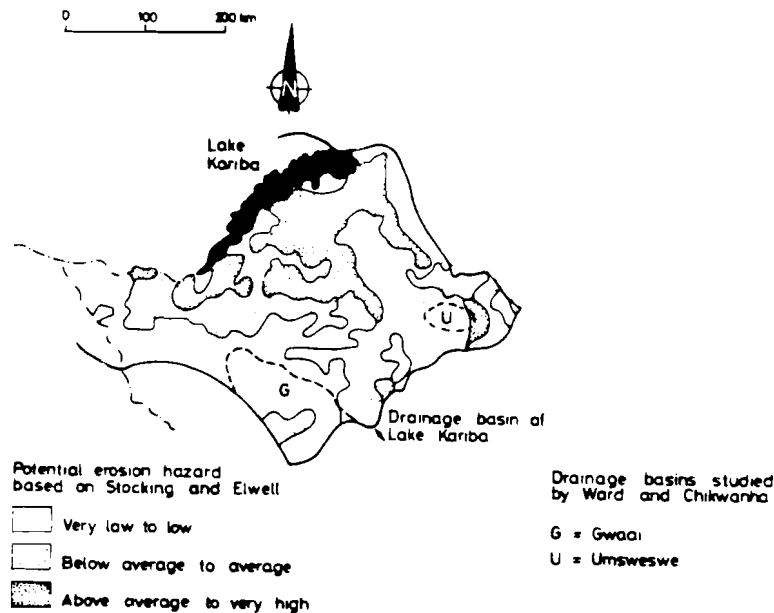 0 100 200 km
N
Lake
Kariba
U
G
Drainage basin of
Lake Kariba
Potential erosion hazard
based on Stocking and Elwell
Very law to low
Below average to average
Above average to very high
Drainage basins studied
by Ward and Chikwanha
G = Gwaai
U = Umsweswe